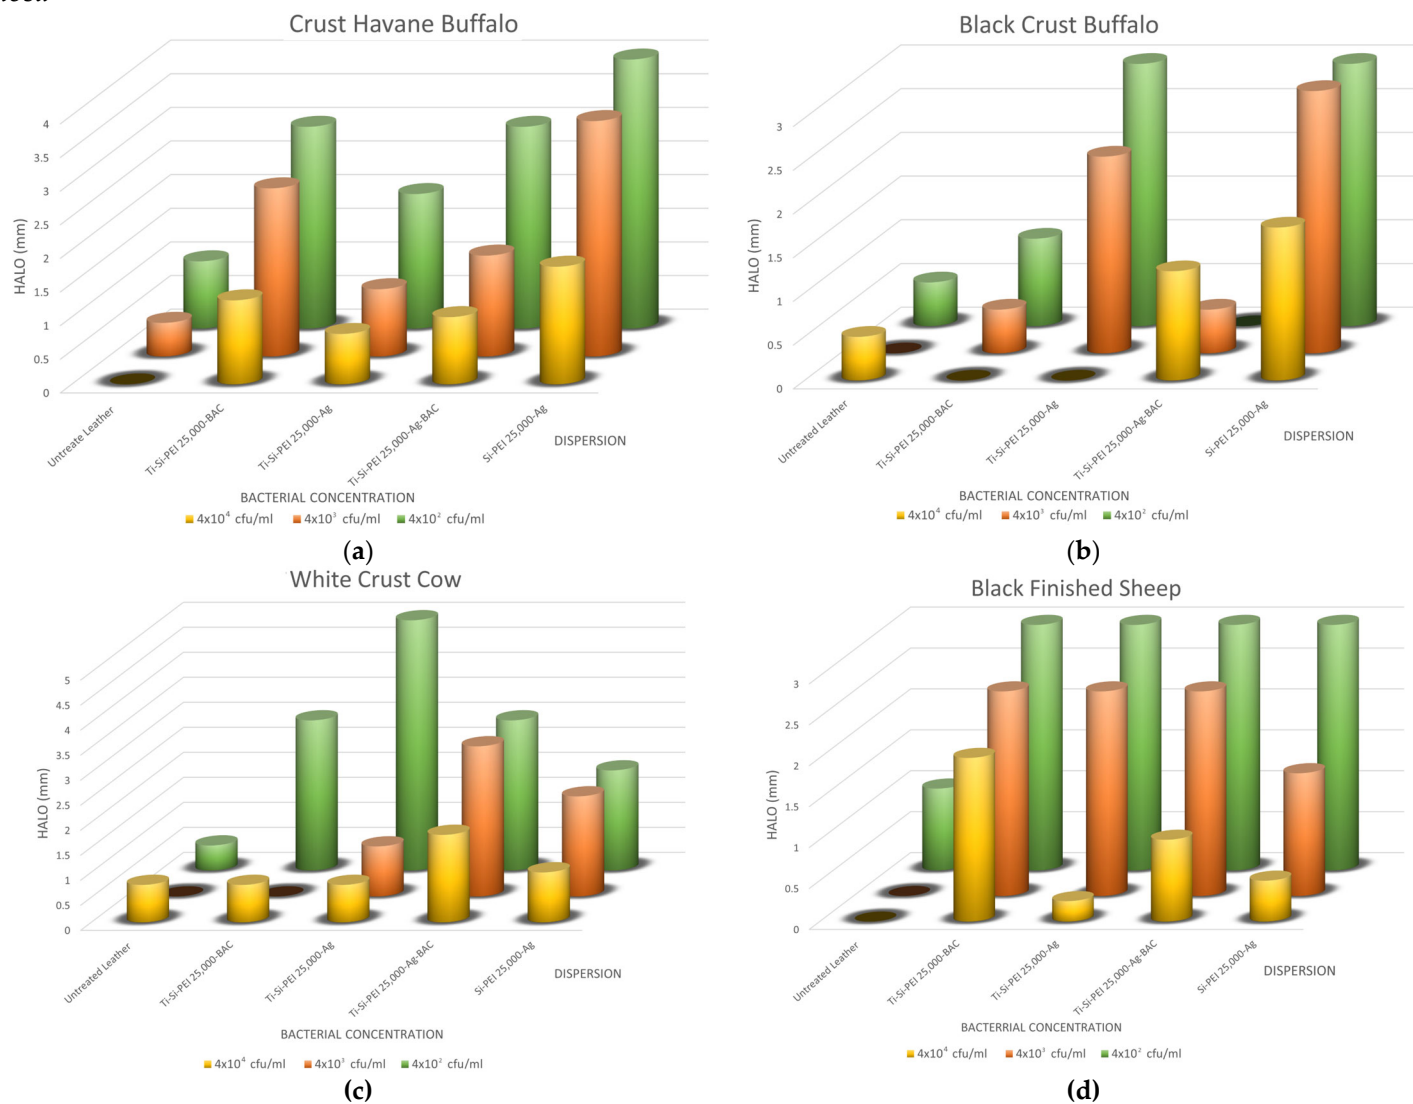 Crust Havane Buffalo
4
3.5
3
2.5
2
1.5
1
0.5
0
HALO (mm)
Untreate Leather
Ti-Si-PEI 25,000-BAC
Ti-Si-PEI 25,000-Ag
Ti-Si-PEI 25,000-Ag-BAC
Si-PEI 25,000-Ag
DISPERSION
BACTERIAL CONCENTRATION
4x10⁴ cfu/ml 4x10³ cfu/ml 4x10² cfu/ml
(a)
Black Crust Buffalo
3
2.5
2
1.5
1
0.5
0
HALO (mm)
Untreated Leather
Ti-Si-PEI 25,000-BAC
Ti-Si-PEI 25,000-Ag
Ti-Si-PEI 25,000-Ag-BAC
Si-PEI 25,000-Ag
DISPERSION
BACTERIAL CONCENTRATION
4x10⁴ cfu/ml 4x10³ cfu/ml 4x10² cfu/ml
(b)
White Crust Cow
5
4.5
4
3.5
3
2.5
2
1.5
1
0.5
0
HALO (mm)
Untreated Leather
Ti-Si-PEI 25,000-BAC
Ti-Si-PEI 25,000-Ag
Ti-Si-PEI 25,000-Ag-BAC
Si-PEI 25,000-Ag
DISPERSION
BACTERRIAL CONCENTRATION
4x10⁴ cfu/ml 4x10³ cfu/ml 4x10² cfu/ml
(c)
Black Finished Sheep
3
2.5
2
1.5
1
0.5
0
HALO (mm)
Untreated Leather
Ti-Si-PEI 25,000-BAC
Ti-Si-PEI 25,000-Ag
Ti-Si-PEI 25,000-Ag-BAC
Si-PEI 25,000-Ag
DISPERSION
BACTERRIAL CONCENTRATION
4x10⁴ cfu/ml 4x10³ cfu/ml 4x10² cfu/ml
(d)